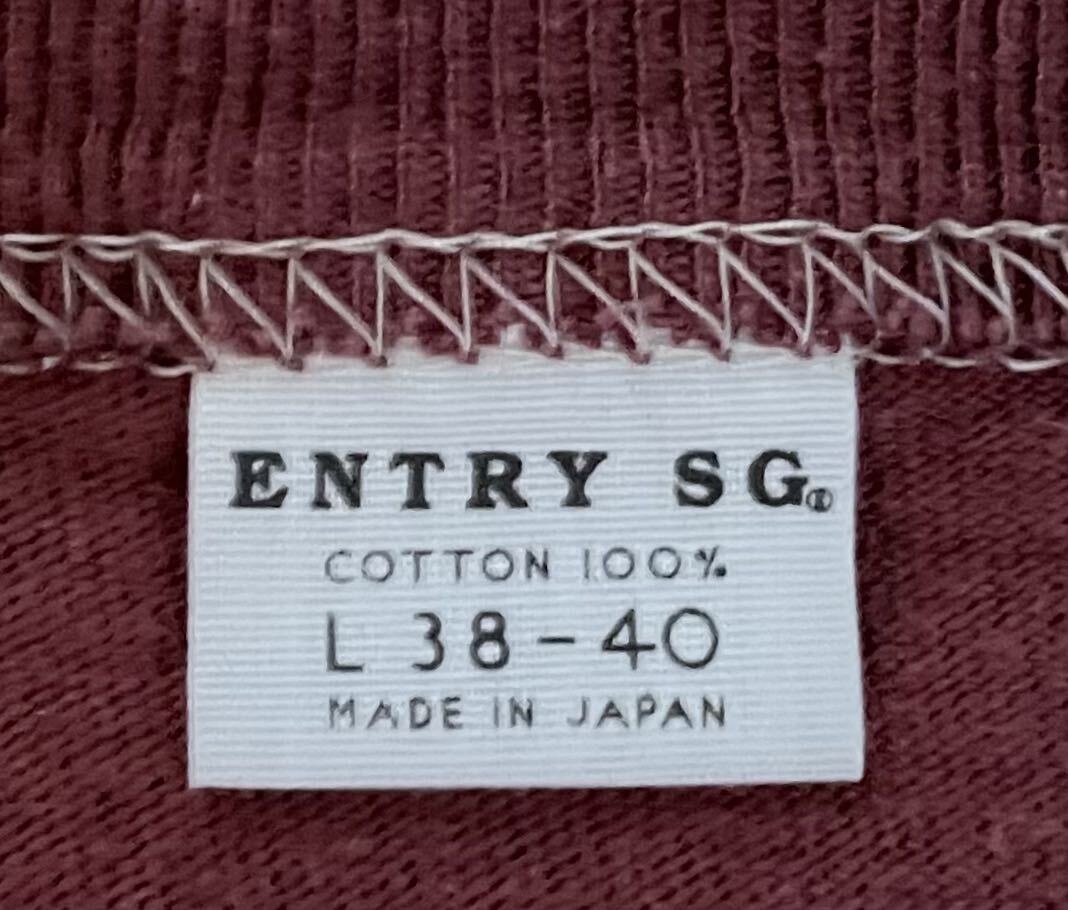 ENTRY SG®
COTTON 100%
L 38-40
MADE IN JAPAN